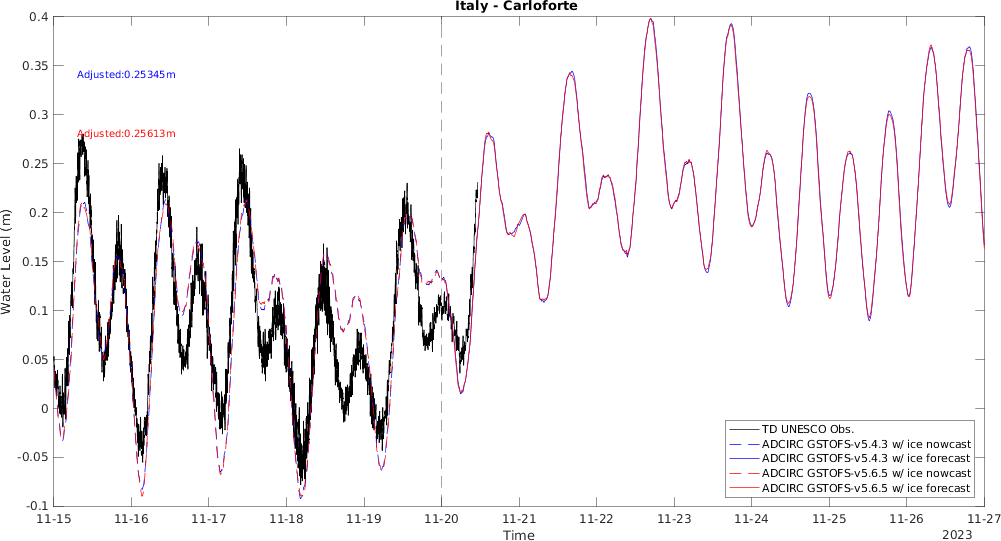 Italy - Carloforte
0.4
0.35
0.3
0.25
0.2
0.15
0.1
0.05
0
-0.05
-0.1
Water Level (m)
Adjusted:0.25345m
Adjusted:0.25613m
TD UNESCO Obs.
ADCIRC GSTOFS-v5.4.3 w/ ice nowcast
ADCIRC GSTOFS-v5.4.3 w/ ice forecast
ADCIRC GSTOFS-v5.6.5 w/ ice nowcast
ADCIRC GSTOFS-v5.6.5 w/ ice forecast
11-15 11-16 11-17 11-18 11-19 11-20 11-21 11-22 11-23 11-24 11-25 11-26 11-27
Time
2023